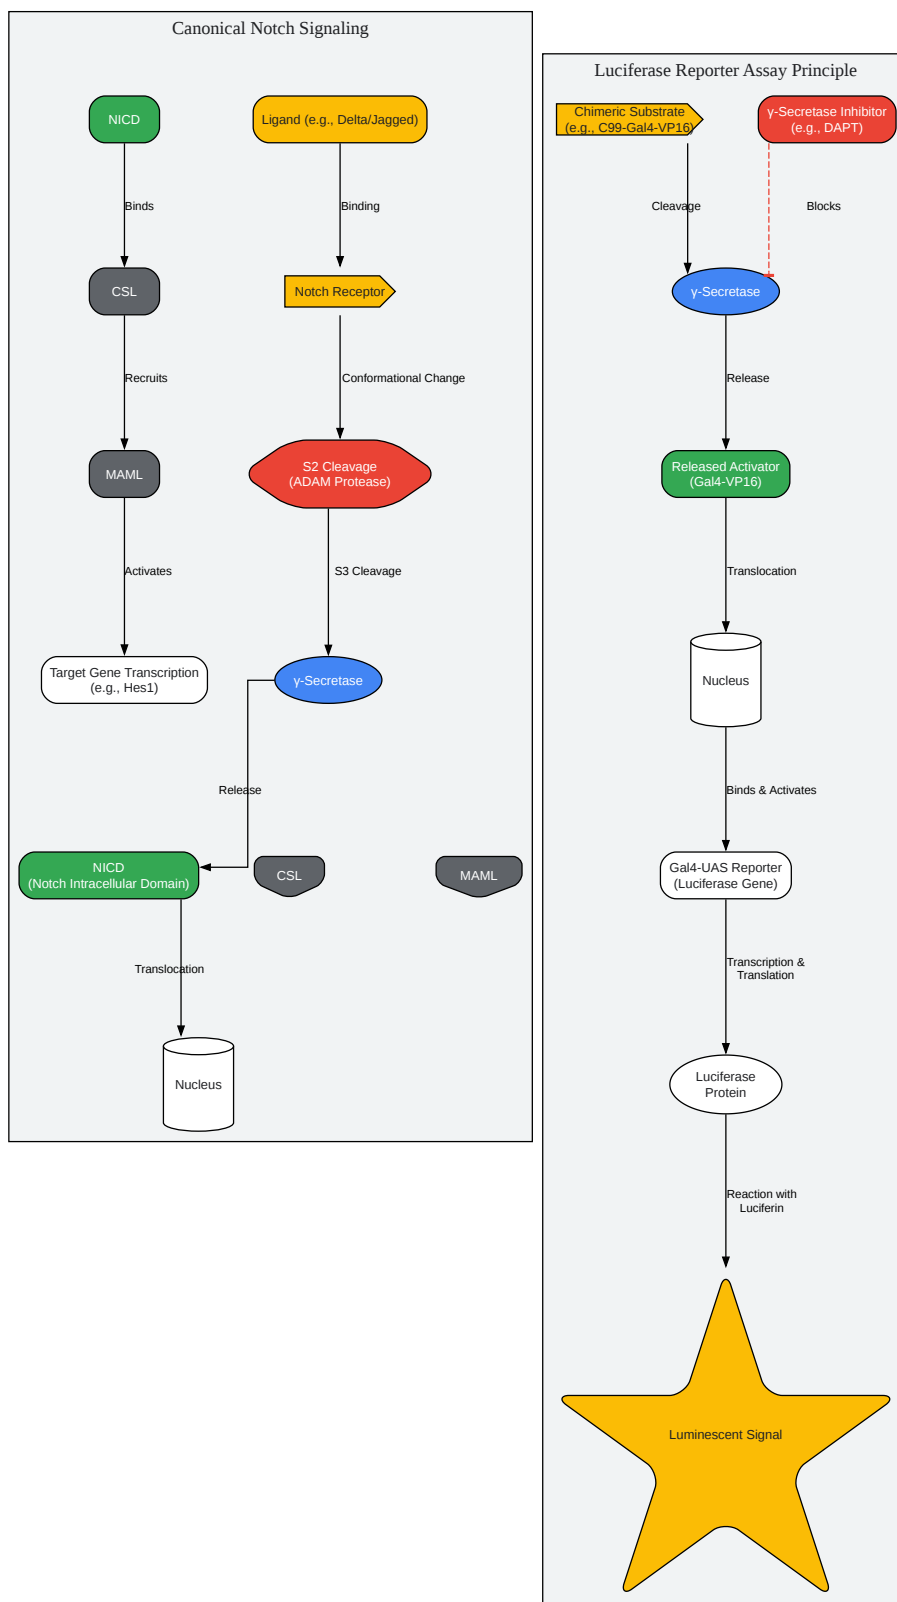 Canonical Notch Signaling
NICD
Ligand (e.g., Delta/Jagged)
Binds
Binding
CSL
Notch Receptor
Recruits
Conformational Change
MAML
S2 Cleavage
(ADAM Protease)
Activates
S3 Cleavage
Target Gene Transcription
(e.g., Hes1)
γ-Secretase
Release
NICD
(Notch Intracellular Domain)
CSL
MAML
Translocation
Nucleus
Luciferase Reporter Assay Principle
Chimeric Substrate
(e.g., C99-Gal4-VP16)
γ-Secretase Inhibitor
(e.g., DAPT)
Cleavage
Blocks
γ-Secretase
Release
Released Activator
(Gal4-VP16)
Translocation
Nucleus
Binds & Activates
Gal4-UAS Reporter
(Luciferase Gene)
Transcription &
Translation
Luciferase
Protein
Reaction with
Luciferin
Luminescent Signal